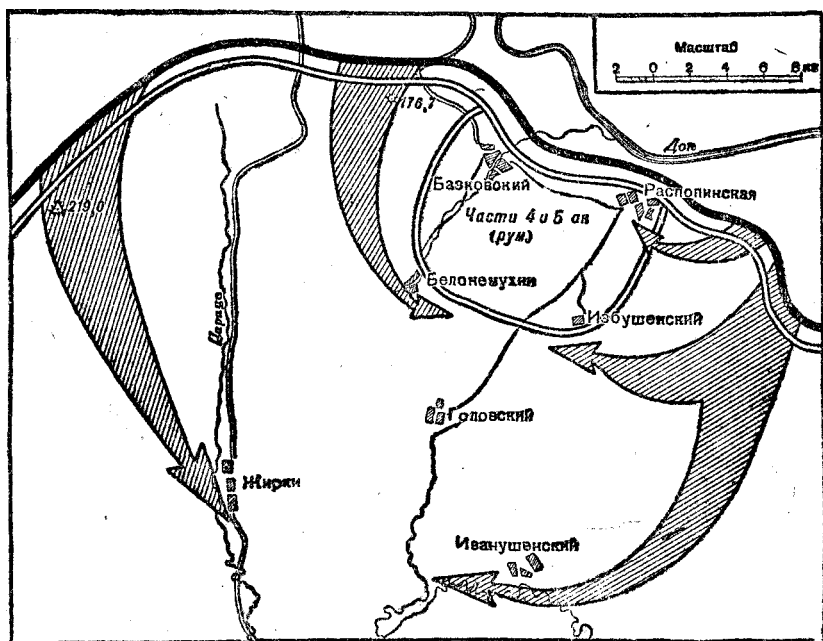 Масштаб
2 0 2 4 6 8 км
176,7
Дон
Базковский
Распопинская
Части 4 и 5 ак
(рум)
219,0
Белонемухин
Царица
Избушенский
Головский
Жирки
Иванушенский